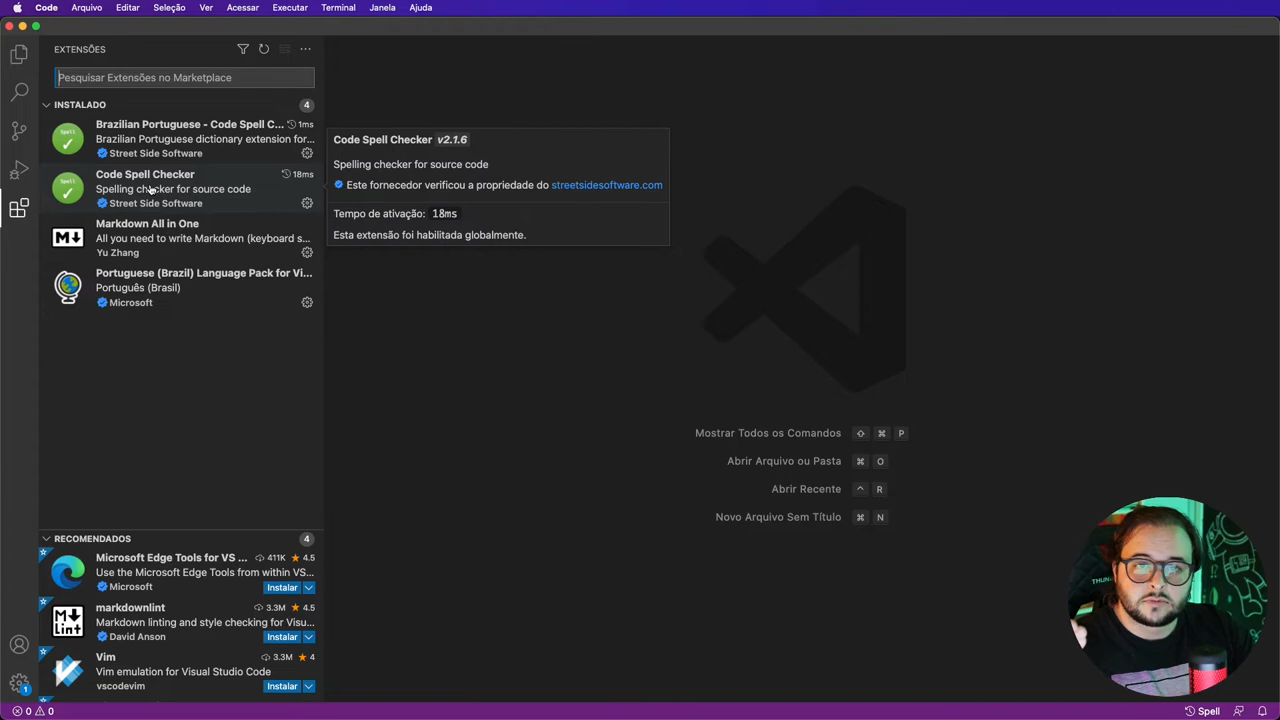 Code Arquivo Editar Seleção Ver Acessar Executar Terminal Janela Ajuda
EXTENSÕES
Pesquisar Extensões no Marketplace
INSTALADO 4
Brazilian Portuguese - Code Spell C... 1ms
Brazilian Portuguese dictionary extension for...
Street Side Software
Code Spell Checker 18ms
Spelling checker for source code
Street Side Software
Markdown All in One
All you need to write Markdown (keyboard s...
Yu Zhang
Portuguese (Brazil) Language Pack for Vi...
Português (Brasil)
Microsoft
Code Spell Checker v2.1.6
Spelling checker for source code
Este fornecedor verificou a propriedade do streetsidesoftware.com
Tempo de ativação: 18ms
Esta extensão foi habilitada globalmente.
Mostrar Todos os Comandos ⇧ ⌘ P
Abrir Arquivo ou Pasta ⌘ O
Abrir Recente ^ R
Novo Arquivo Sem Título ⌘ N
RECOMENDADOS 4
Microsoft Edge Tools for VS ... 411K ★ 4.5
Use the Microsoft Edge Tools from within VS...
Microsoft Instalar
markdownlint 3.3M ★ 4.5
Markdown linting and style checking for Visu...
David Anson Instalar
Vim 3.3M ★ 4
Vim emulation for Visual Studio Code
vscodevim Instalar
Spell
Spell
M↓
M↓
Lint
1
0 0 Spell